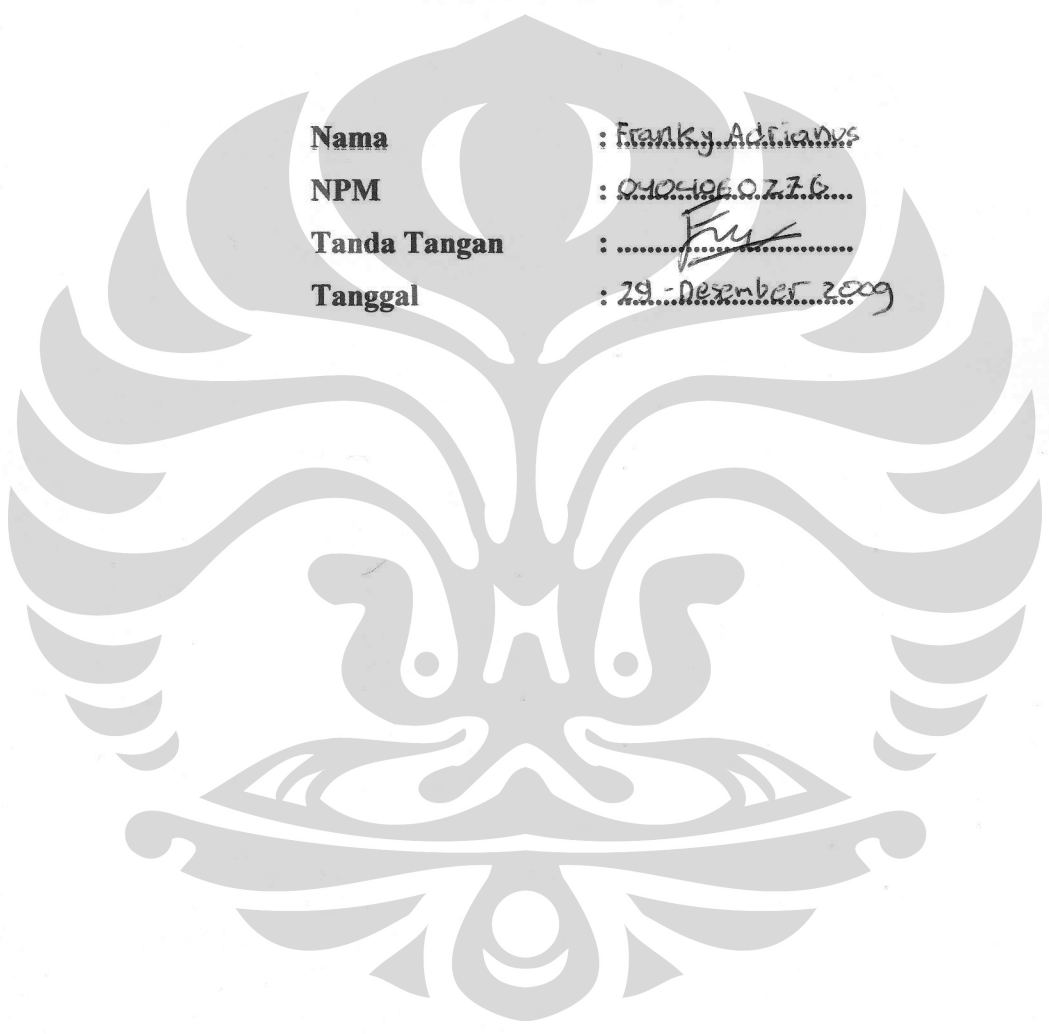 Nama : Franky Adrianus
NPM : 0404060276
Tanda Tangan :
Tanggal : 29 - Desember 2009